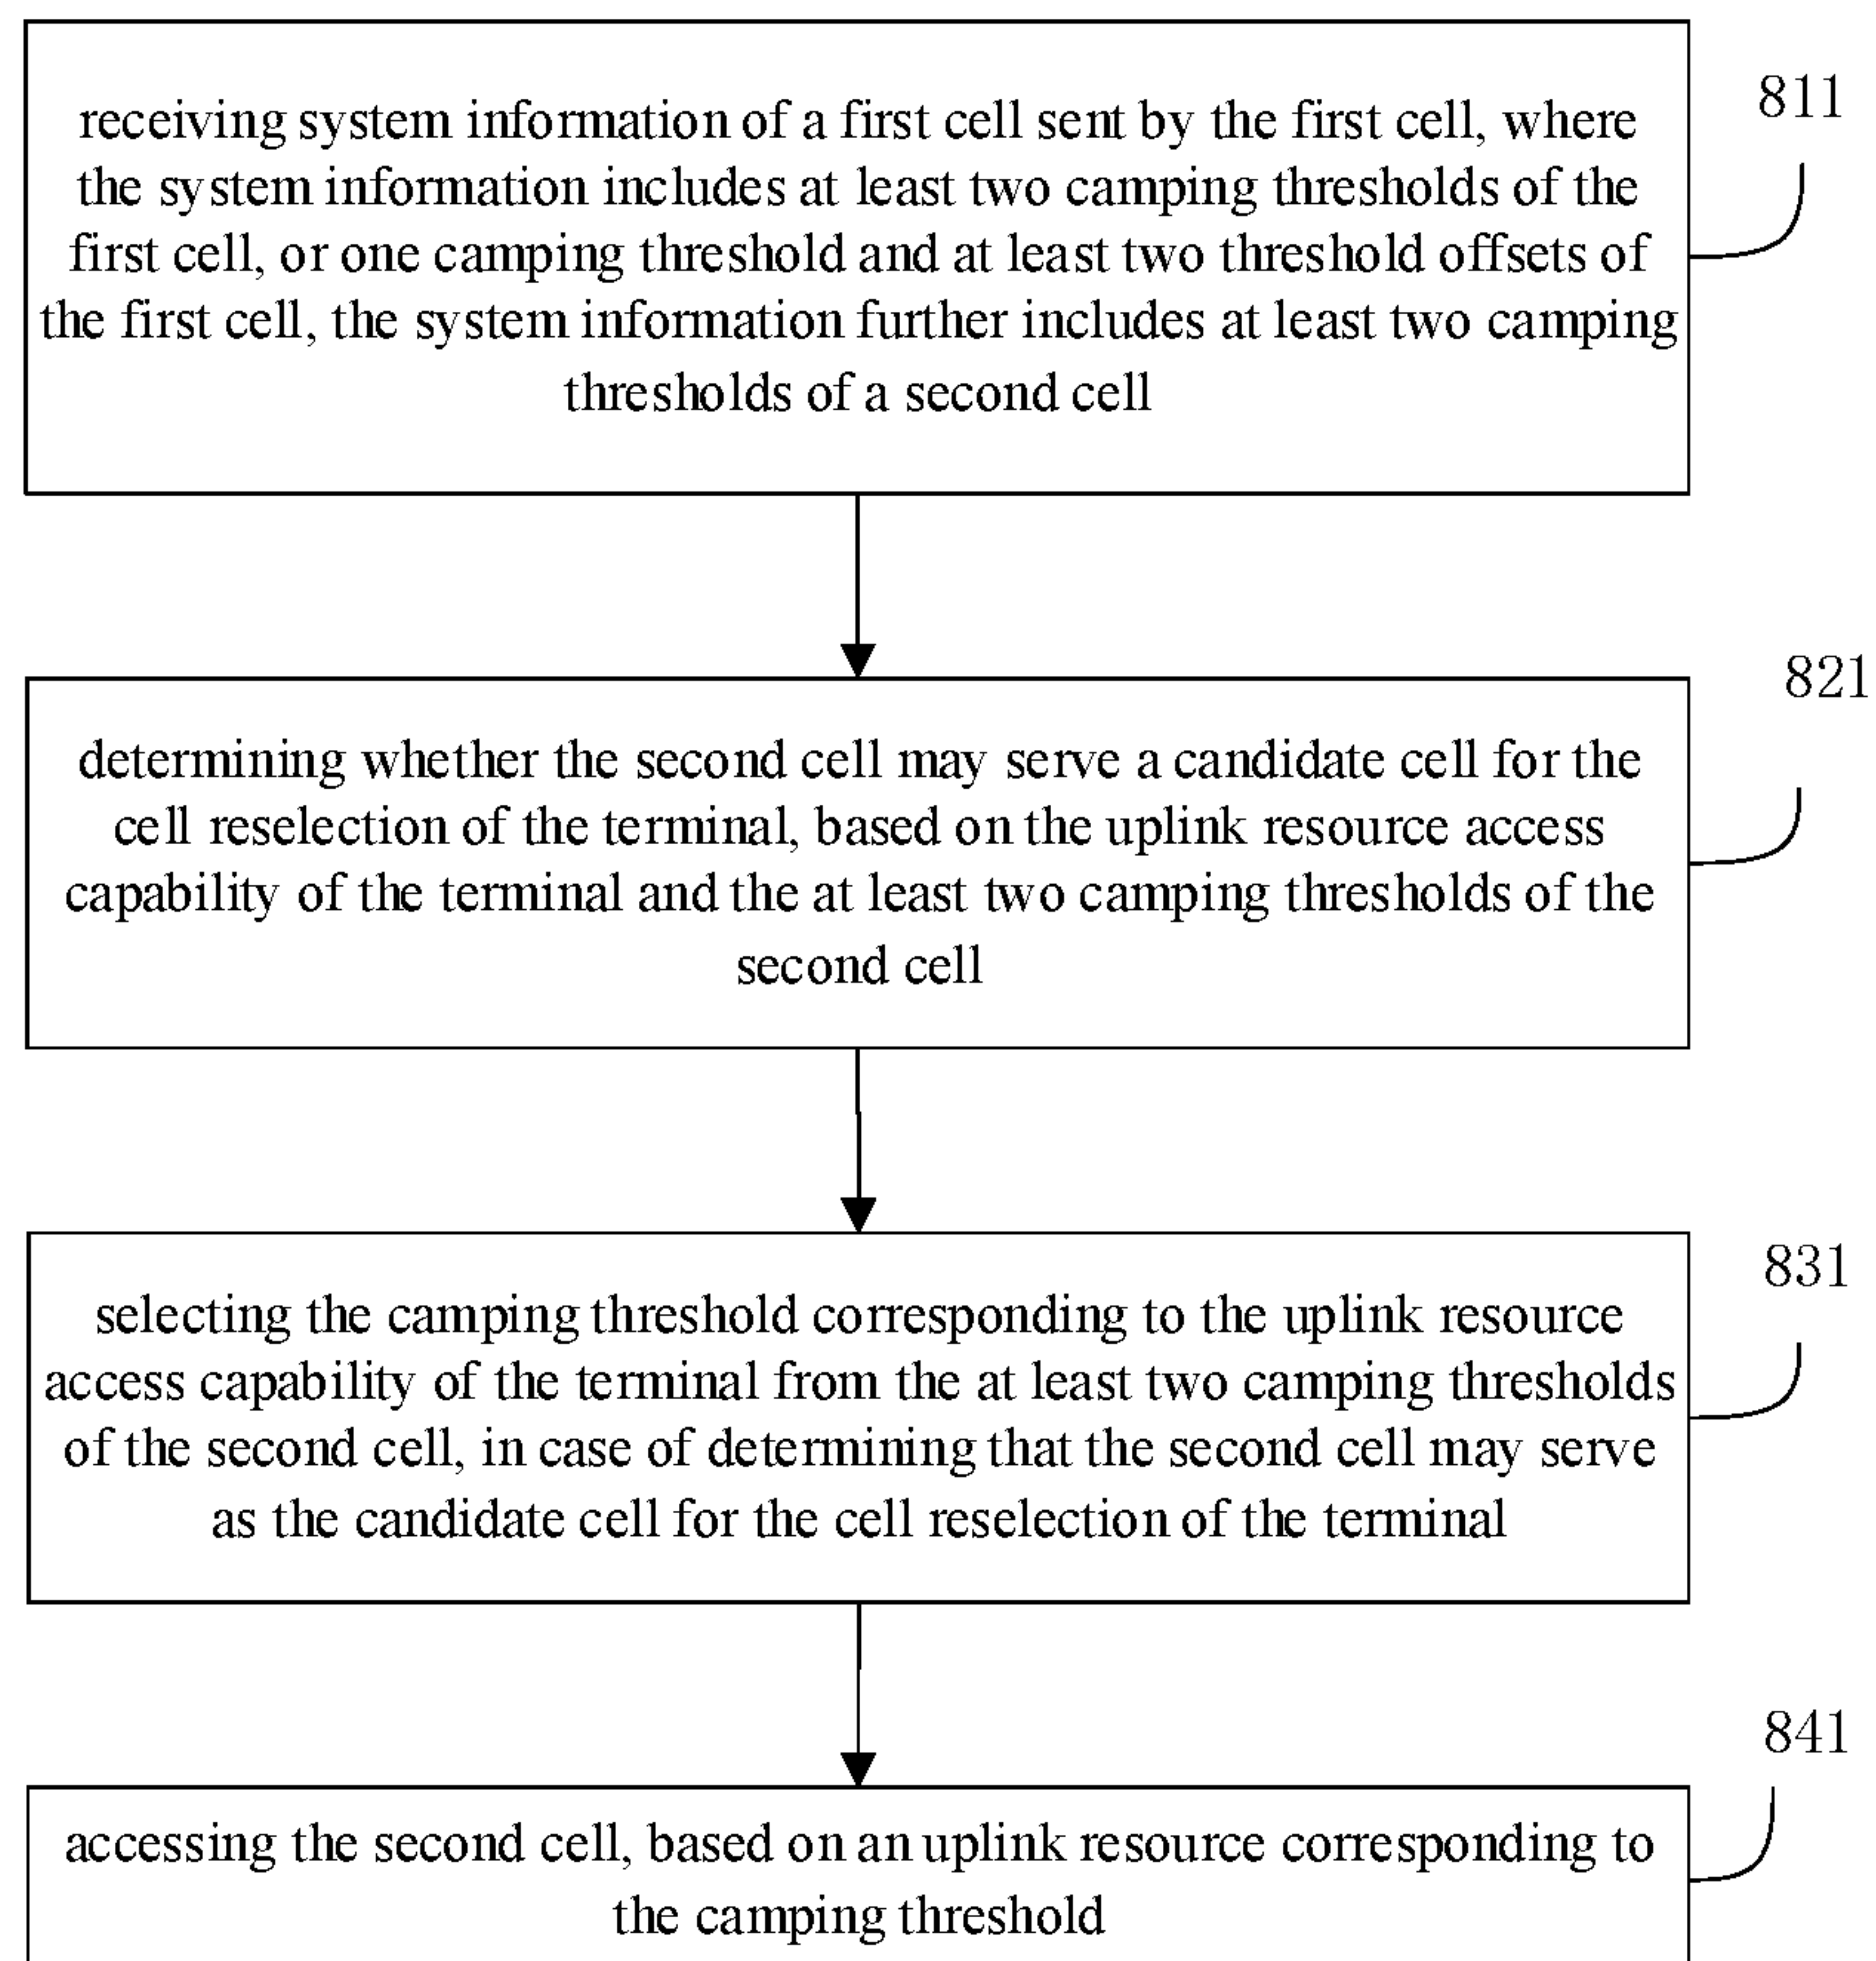 receiving system information of a first cell sent by the first cell, where
the system information includes at least two camping thresholds of the
first cell, or one camping threshold and at least two threshold offsets of
the first cell, the system information further includes at least two camping
thresholds of a second cell
811
determining whether the second cell may serve a candidate cell for the
cell reselection of the terminal, based on the uplink resource access
capability of the terminal and the at least two camping thresholds of the
second cell
821
selecting the camping threshold corresponding to the uplink resource
access capability of the terminal from the at least two camping thresholds
of the second cell, in case of determining that the second cell may serve
as the candidate cell for the cell reselection of the terminal
831
accessing the second cell, based on an uplink resource corresponding to
the camping threshold
841